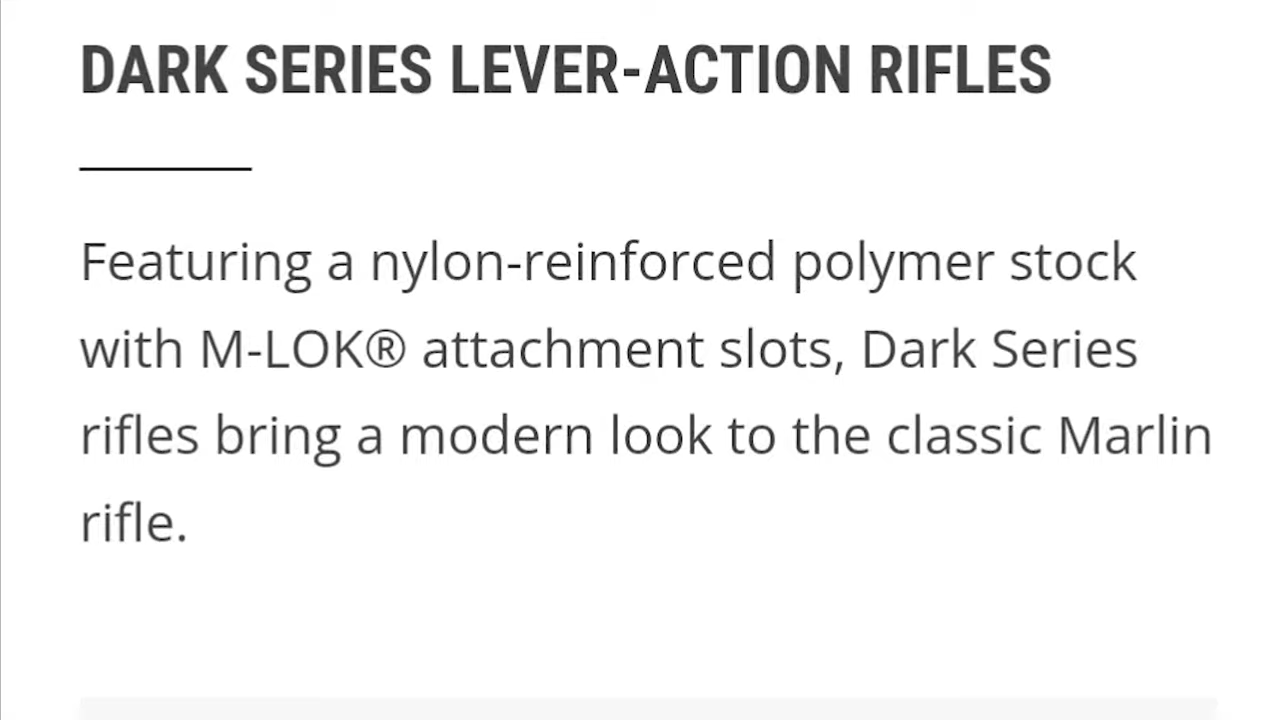 DARK SERIES LEVER-ACTION RIFLES
Featuring a nylon-reinforced polymer stock
with M-LOK® attachment slots, Dark Series
rifles bring a modern look to the classic Marlin
rifle.